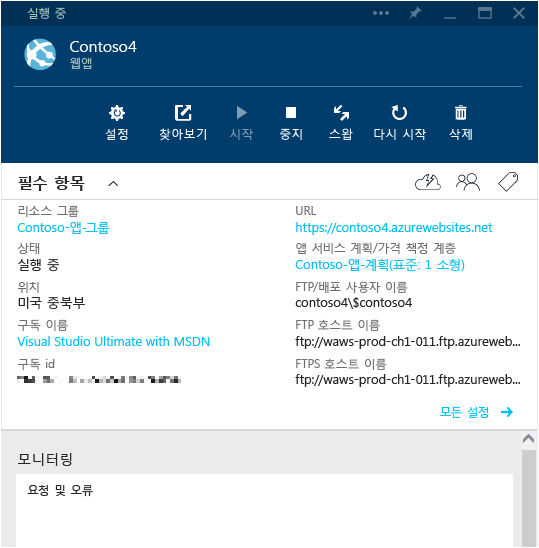 실행 중
Contoso4
웹앱
설정
찾아보기
시작
중지
스왑
다시 시작
삭제
필수 항목
리소스 그룹
Contoso-앱-그룹
상태
실행 중
위치
미국 중북부
구독 이름
Visual Studio Ultimate with MSDN
구독 id
URL
https://contoso4.azurewebsites.net
앱 서비스 계획/가격 책정 계층
Contoso-앱-계획(표준: 1 소형)
FTP/배포 사용자 이름
contoso4\$contoso4
FTP 호스트 이름
ftp://waws-prod-ch1-011.ftp.azureweb...
FTPS 호스트 이름
ftp://waws-prod-ch1-011.ftp.azureweb...
모든 설정
모니터링
요청 및 오류